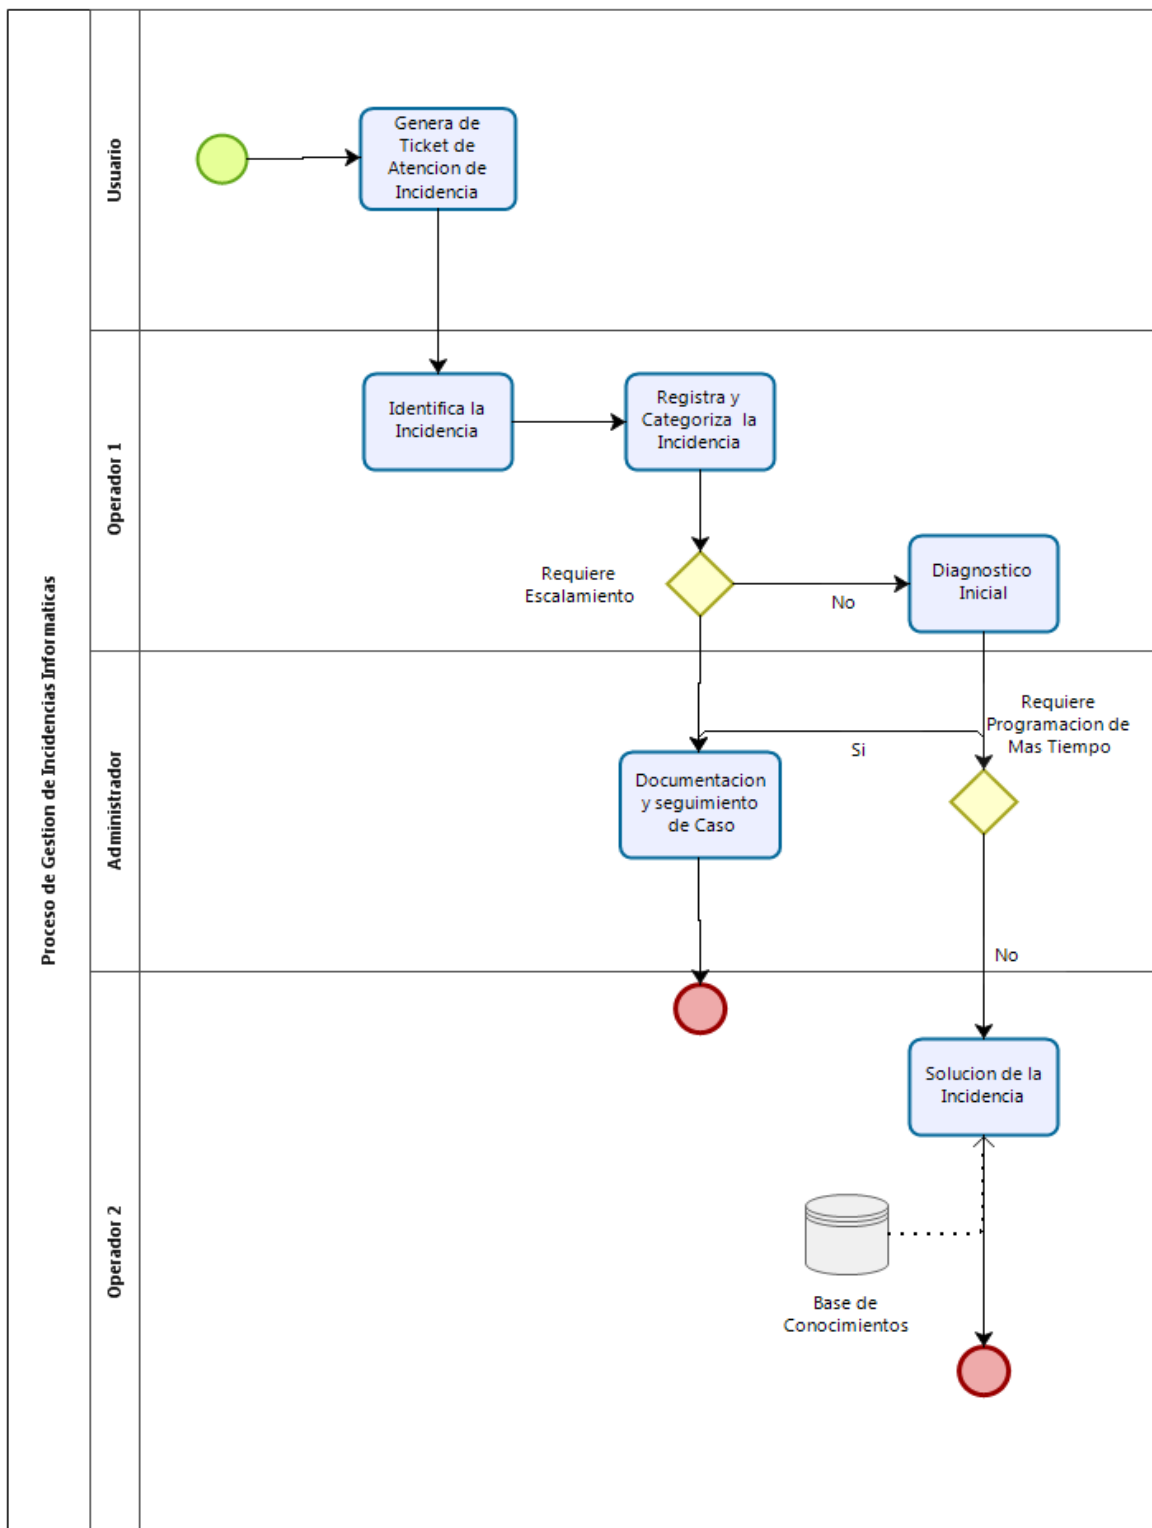 Proceso de Gestion de Incidencias Informaticas
Usuario
Genera de
Ticket de
Atencion de
Incidencia
Operador 1
Identifica la
Incidencia
Registra y
Categoriza la
Incidencia
Requiere
Escalamiento
No
Diagnostico
Inicial
Administrador
Requiere
Programacion de
Mas Tiempo
Si
Documentacion
y seguimiento
de Caso
No
Operador 2
Solucion de la
Incidencia
Base de
Conocimientos